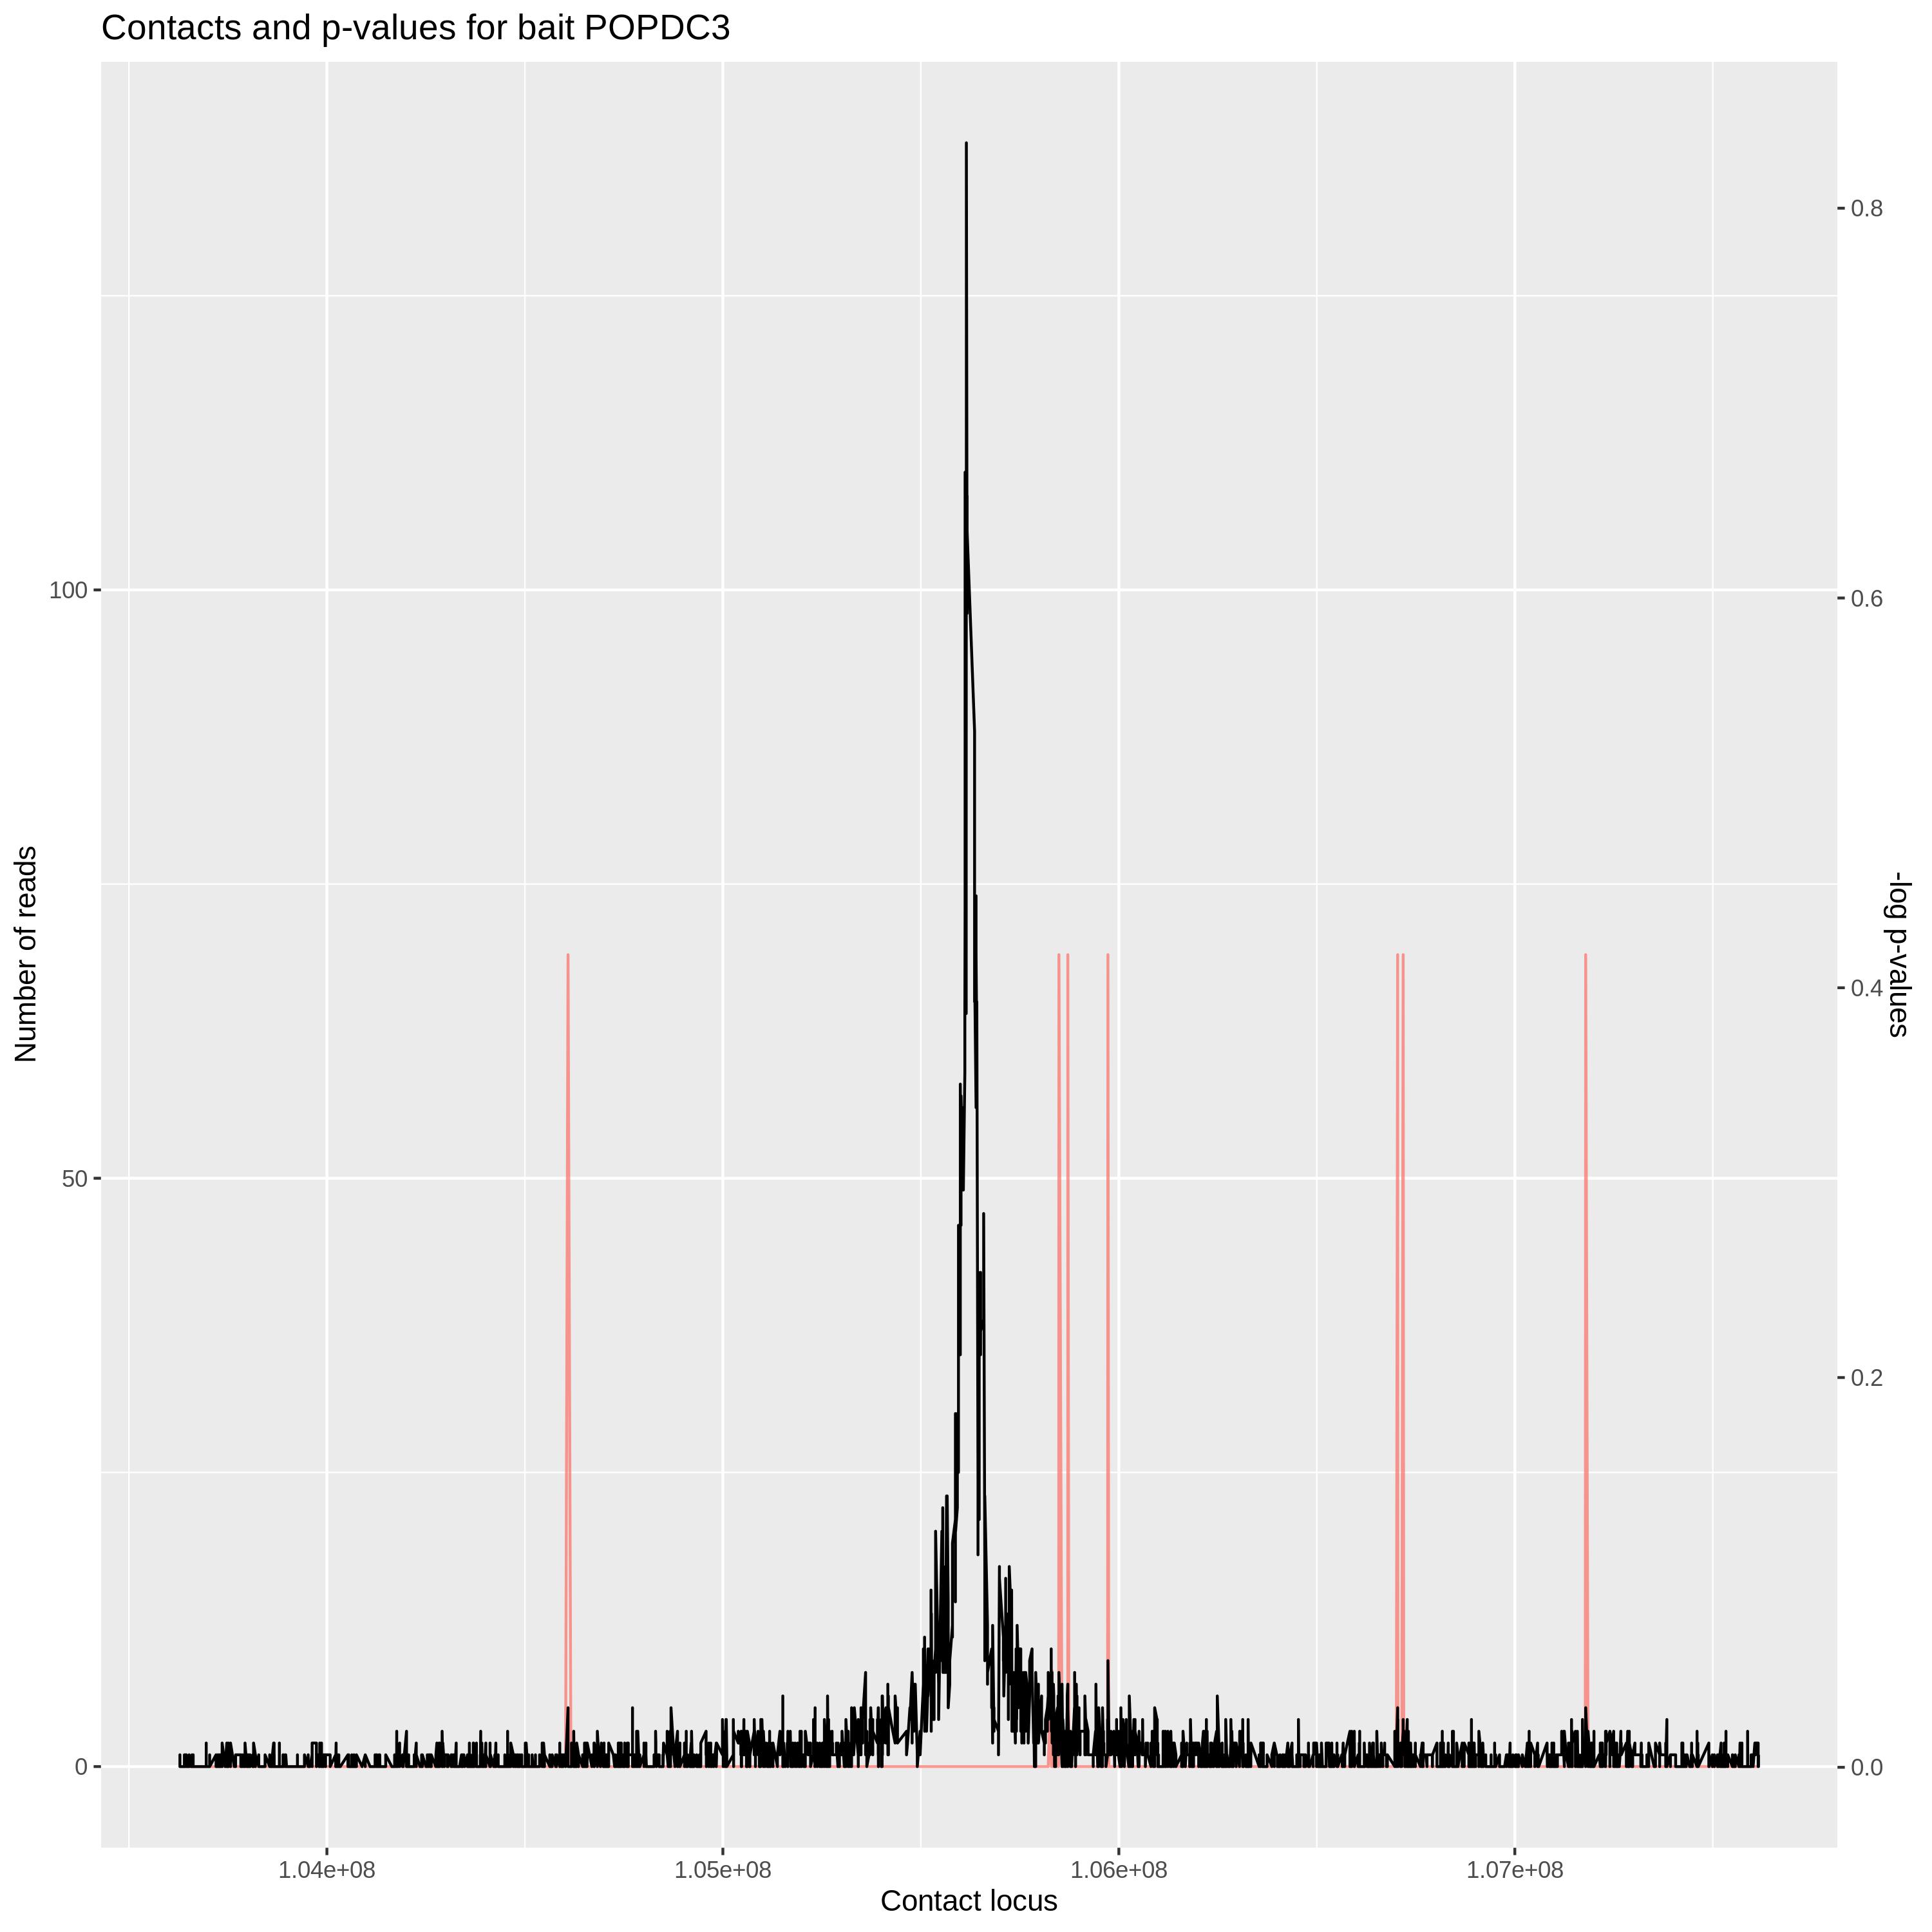 Contacts and p-values for bait POPDC3
Number of reads
100
50
0
0.8
0.6
0.4
0.2
0.0
-log p-values
1.04e+08
1.05e+08
1.06e+08
1.07e+08
Contact locus